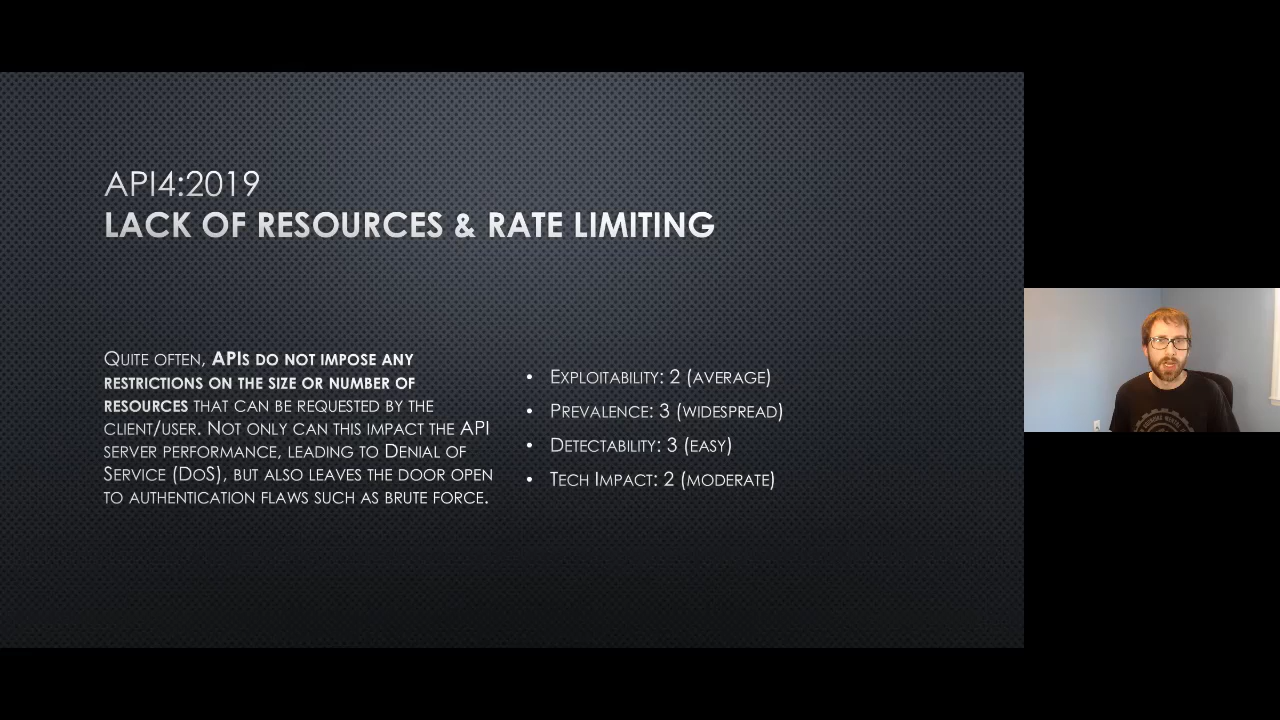 API4:2019
LACK OF RESOURCES & RATE LIMITING
QUITE OFTEN, APIS DO NOT IMPOSE ANY
RESTRICTIONS ON THE SIZE OR NUMBER OF
RESOURCES THAT CAN BE REQUESTED BY THE
CLIENT/USER. NOT ONLY CAN THIS IMPACT THE API
SERVER PERFORMANCE, LEADING TO DENIAL OF
SERVICE (DOS), BUT ALSO LEAVES THE DOOR OPEN
TO AUTHENTICATION FLAWS SUCH AS BRUTE FORCE.
• EXPLOITABILITY: 2 (AVERAGE)
• PREVALENCE: 3 (WIDESPREAD)
• DETECTABILITY: 3 (EASY)
• TECH IMPACT: 2 (MODERATE)